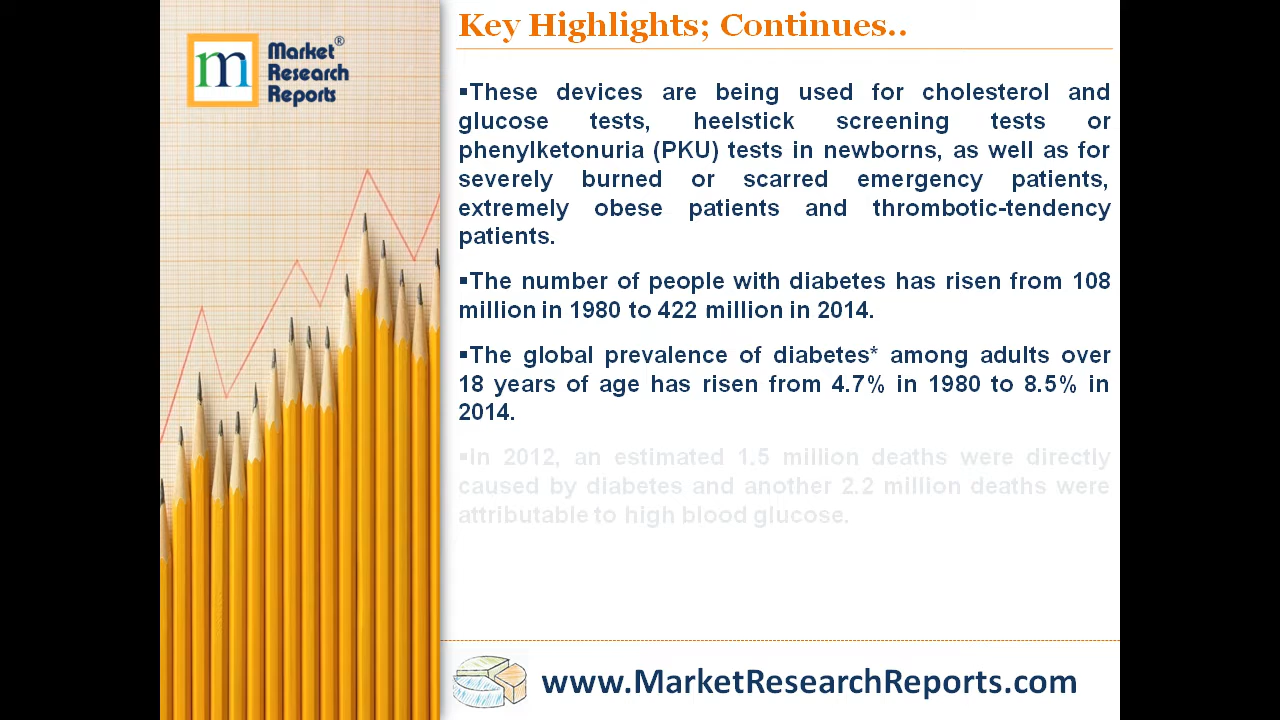 Key Highlights; Continues..
Market®
Research
Reports
▪These devices are being used for cholesterol and
glucose tests, heelstick screening tests or
phenylketonuria (PKU) tests in newborns, as well as for
severely burned or scarred emergency patients,
extremely obese patients and thrombotic-tendency
patients.
▪The number of people with diabetes has risen from 108
million in 1980 to 422 million in 2014.
▪The global prevalence of diabetes* among adults over
18 years of age has risen from 4.7% in 1980 to 8.5% in
2014.
▪In 2012, an estimated 1.5 million deaths were directly
caused by diabetes and another 2.2 million deaths were
attributable to high blood glucose.
www.MarketResearchReports.com